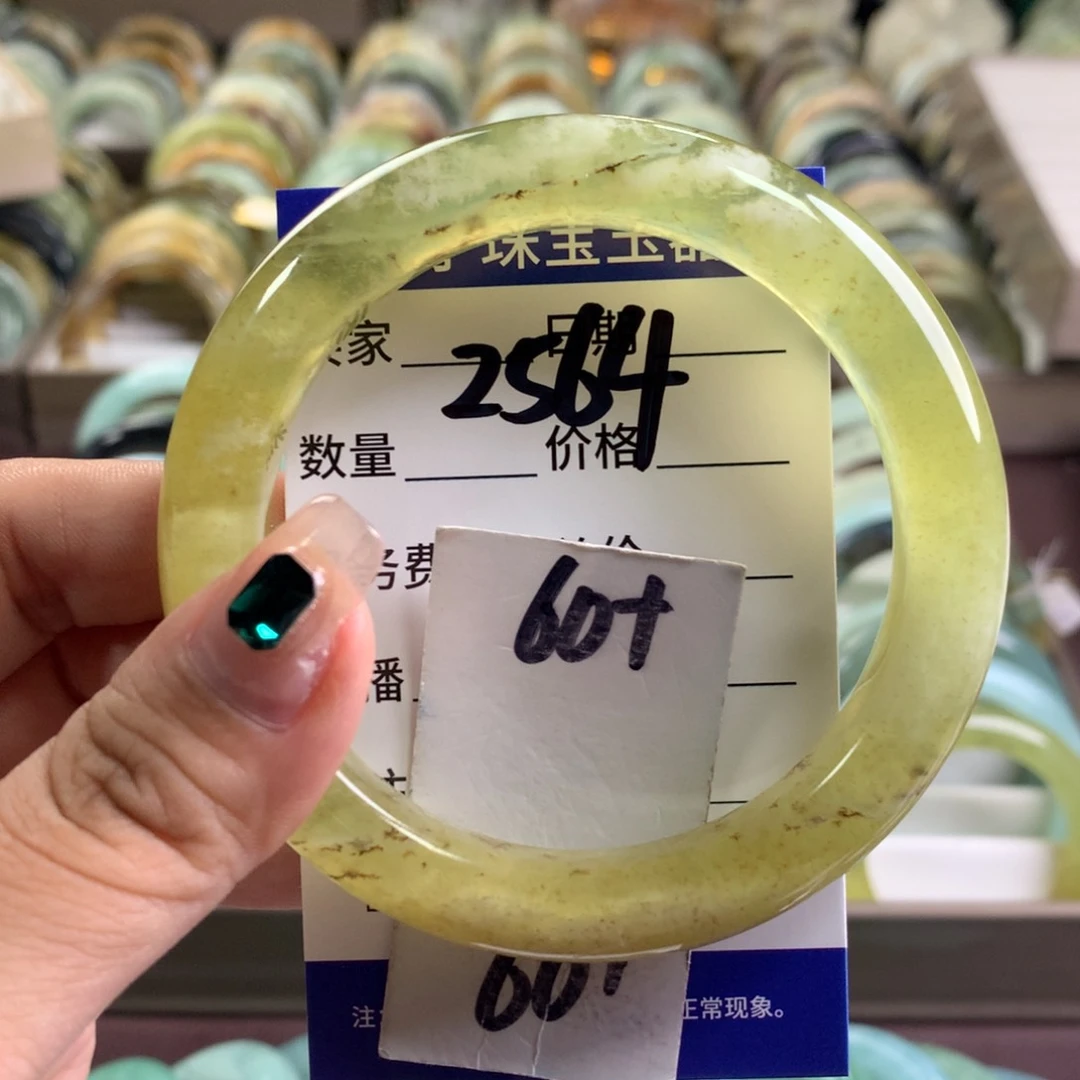 珠宝玉器
家 日期
2564
数量 价格
务费
播
60+
60+
注 正常现象。